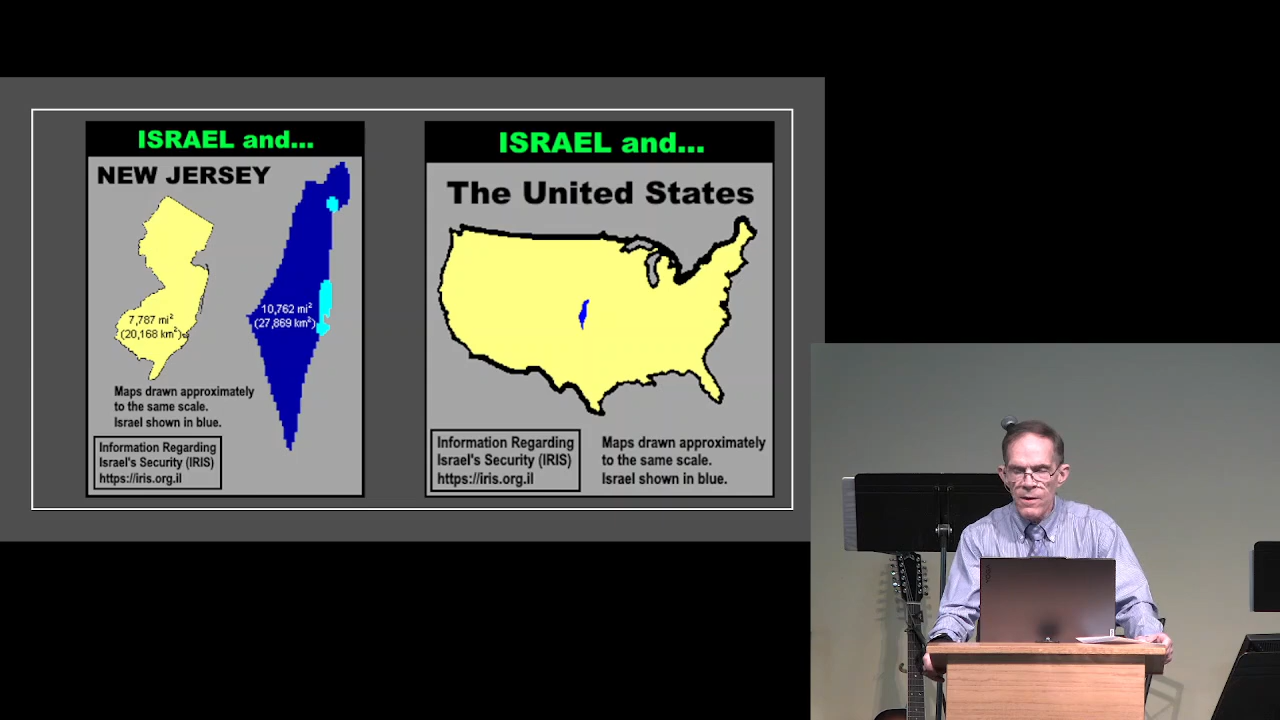 ISRAEL and...
NEW JERSEY
7,787 mi²
(20,168 km²)
10,762 mi²
(27,869 km²)
Maps drawn approximately
to the same scale.
Israel shown in blue.
Information Regarding
Israel's Security (IRIS)
https://iris.org.il
ISRAEL and...
The United States
Information Regarding
Israel's Security (IRIS)
https://iris.org.il
Maps drawn approximately
to the same scale.
Israel shown in blue.